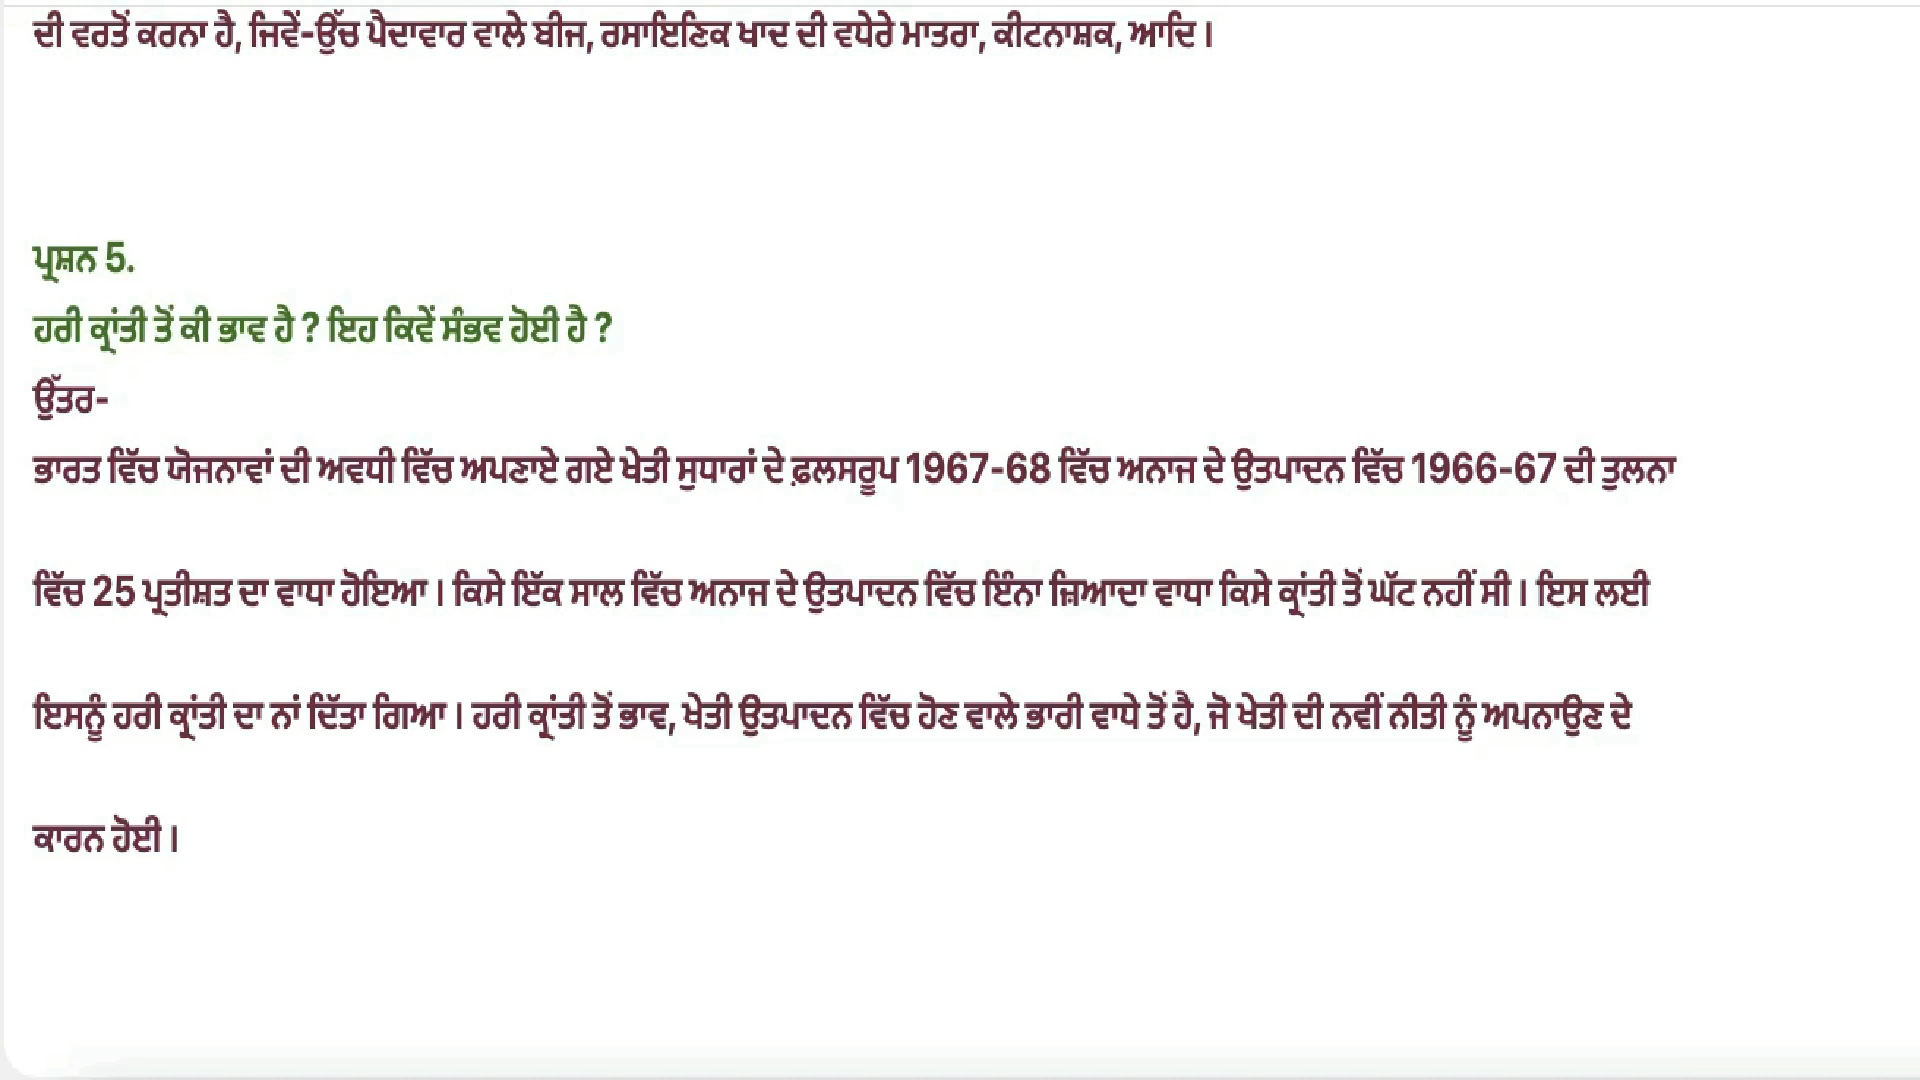 ਦੀ ਵਰਤੋਂ ਕਰਨਾ ਹੈ, ਜਿਵੇਂ-ਉੱਚ ਪੈਦਾਵਾਰ ਵਾਲੇ ਬੀਜ, ਰਸਾਇਣਿਕ ਖਾਦ ਦੀ ਵਧੇਰੇ ਮਾਤਰਾ, ਕੀਟਨਾਸ਼ਕ, ਆਦਿ ।
ਪ੍ਰਸ਼ਨ 5.
ਹਰੀ ਕ੍ਰਾਂਤੀ ਤੋਂ ਕੀ ਭਾਵ ਹੈ ? ਇਹ ਕਿਵੇਂ ਸੰਭਵ ਹੋਈ ਹੈ ?
ਉੱਤਰ-
ਭਾਰਤ ਵਿੱਚ ਯੋਜਨਾਵਾਂ ਦੀ ਅਵਧੀ ਵਿੱਚ ਅਪਣਾਏ ਗਏ ਖੇਤੀ ਸੁਧਾਰਾਂ ਦੇ ਫ਼ਲਸਰੂਪ 1967-68 ਵਿੱਚ ਅਨਾਜ ਦੇ ਉਤਪਾਦਨ ਵਿੱਚ 1966-67 ਦੀ ਤੁਲਨਾ
ਵਿੱਚ 25 ਪ੍ਰਤੀਸ਼ਤ ਦਾ ਵਾਧਾ ਹੋਇਆ । ਕਿਸੇ ਇੱਕ ਸਾਲ ਵਿੱਚ ਅਨਾਜ ਦੇ ਉਤਪਾਦਨ ਵਿੱਚ ਇੰਨਾ ਜ਼ਿਆਦਾ ਵਾਧਾ ਕਿਸੇ ਕ੍ਰਾਂਤੀ ਤੋਂ ਘੱਟ ਨਹੀਂ ਸੀ । ਇਸ ਲਈ
ਇਸਨੂੰ ਹਰੀ ਕ੍ਰਾਂਤੀ ਦਾ ਨਾਂ ਦਿੱਤਾ ਗਿਆ । ਹਰੀ ਕ੍ਰਾਂਤੀ ਤੋਂ ਭਾਵ, ਖੇਤੀ ਉਤਪਾਦਨ ਵਿੱਚ ਹੋਣ ਵਾਲੇ ਭਾਰੀ ਵਾਧੇ ਤੋਂ ਹੈ, ਜੋ ਖੇਤੀ ਦੀ ਨਵੀਂ ਨੀਤੀ ਨੂੰ ਅਪਨਾਉਣ ਦੇ
ਕਾਰਨ ਹੋਈ ।